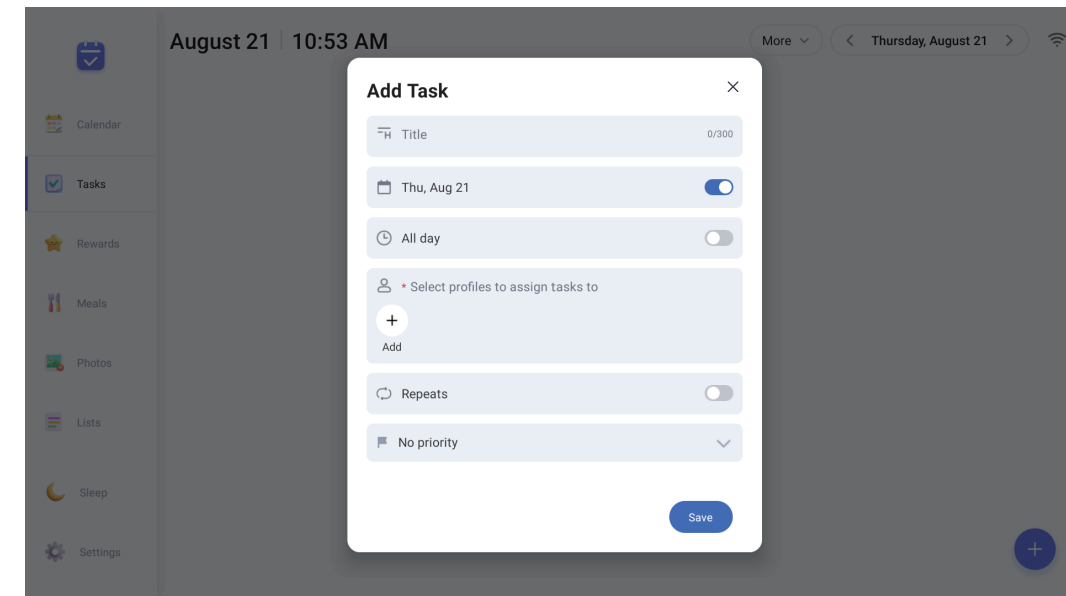 August 21 | 10:53 AM
More
Thursday, August 21
Calendar
Tasks
Rewards
Meals
Photos
Lists
Sleep
Settings
Add Task
Title
0/300
Thu, Aug 21
All day
* Select profiles to assign tasks to
+
Add
Repeats
No priority
Save
+